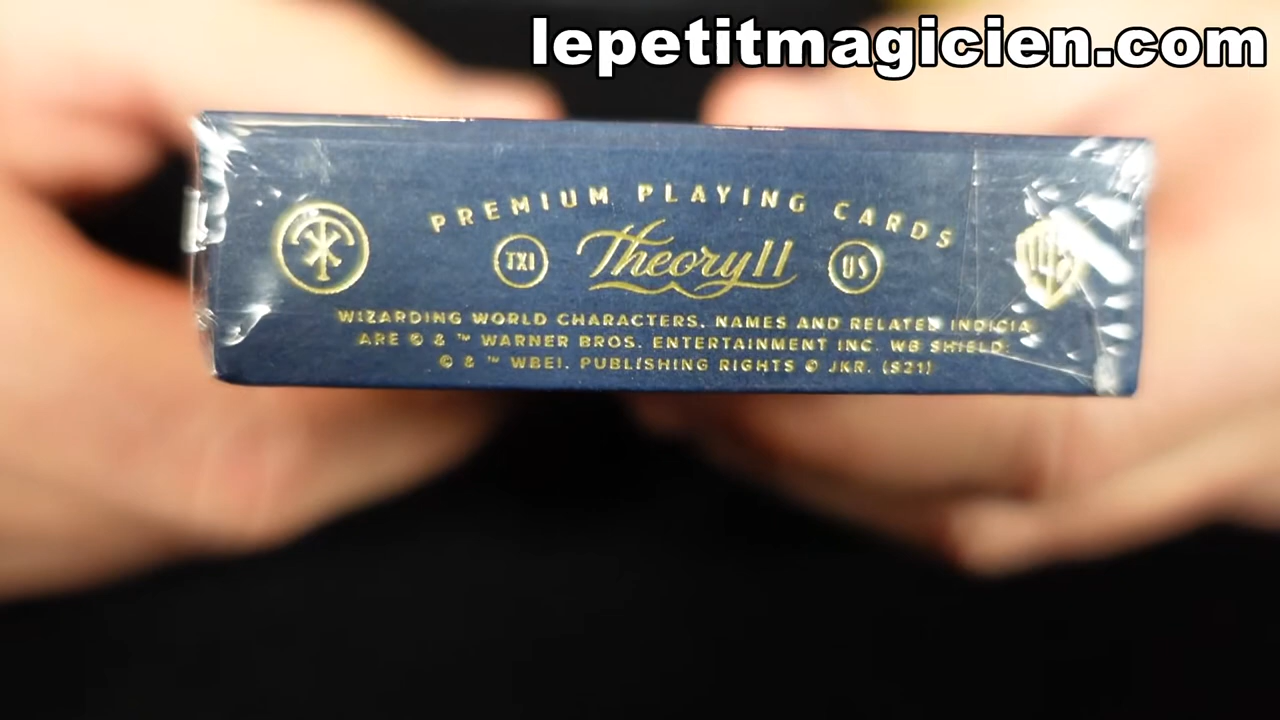 lepetitmagicien.com
PREMIUM PLAYING CARDS
TXI Theory11 US
WIZARDING WORLD CHARACTERS, NAMES AND RELATED INDICIA
ARE © & ™ WARNER BROS. ENTERTAINMENT INC. WB SHIELD:
© & ™ WBEI. PUBLISHING RIGHTS © JKR. (S21)